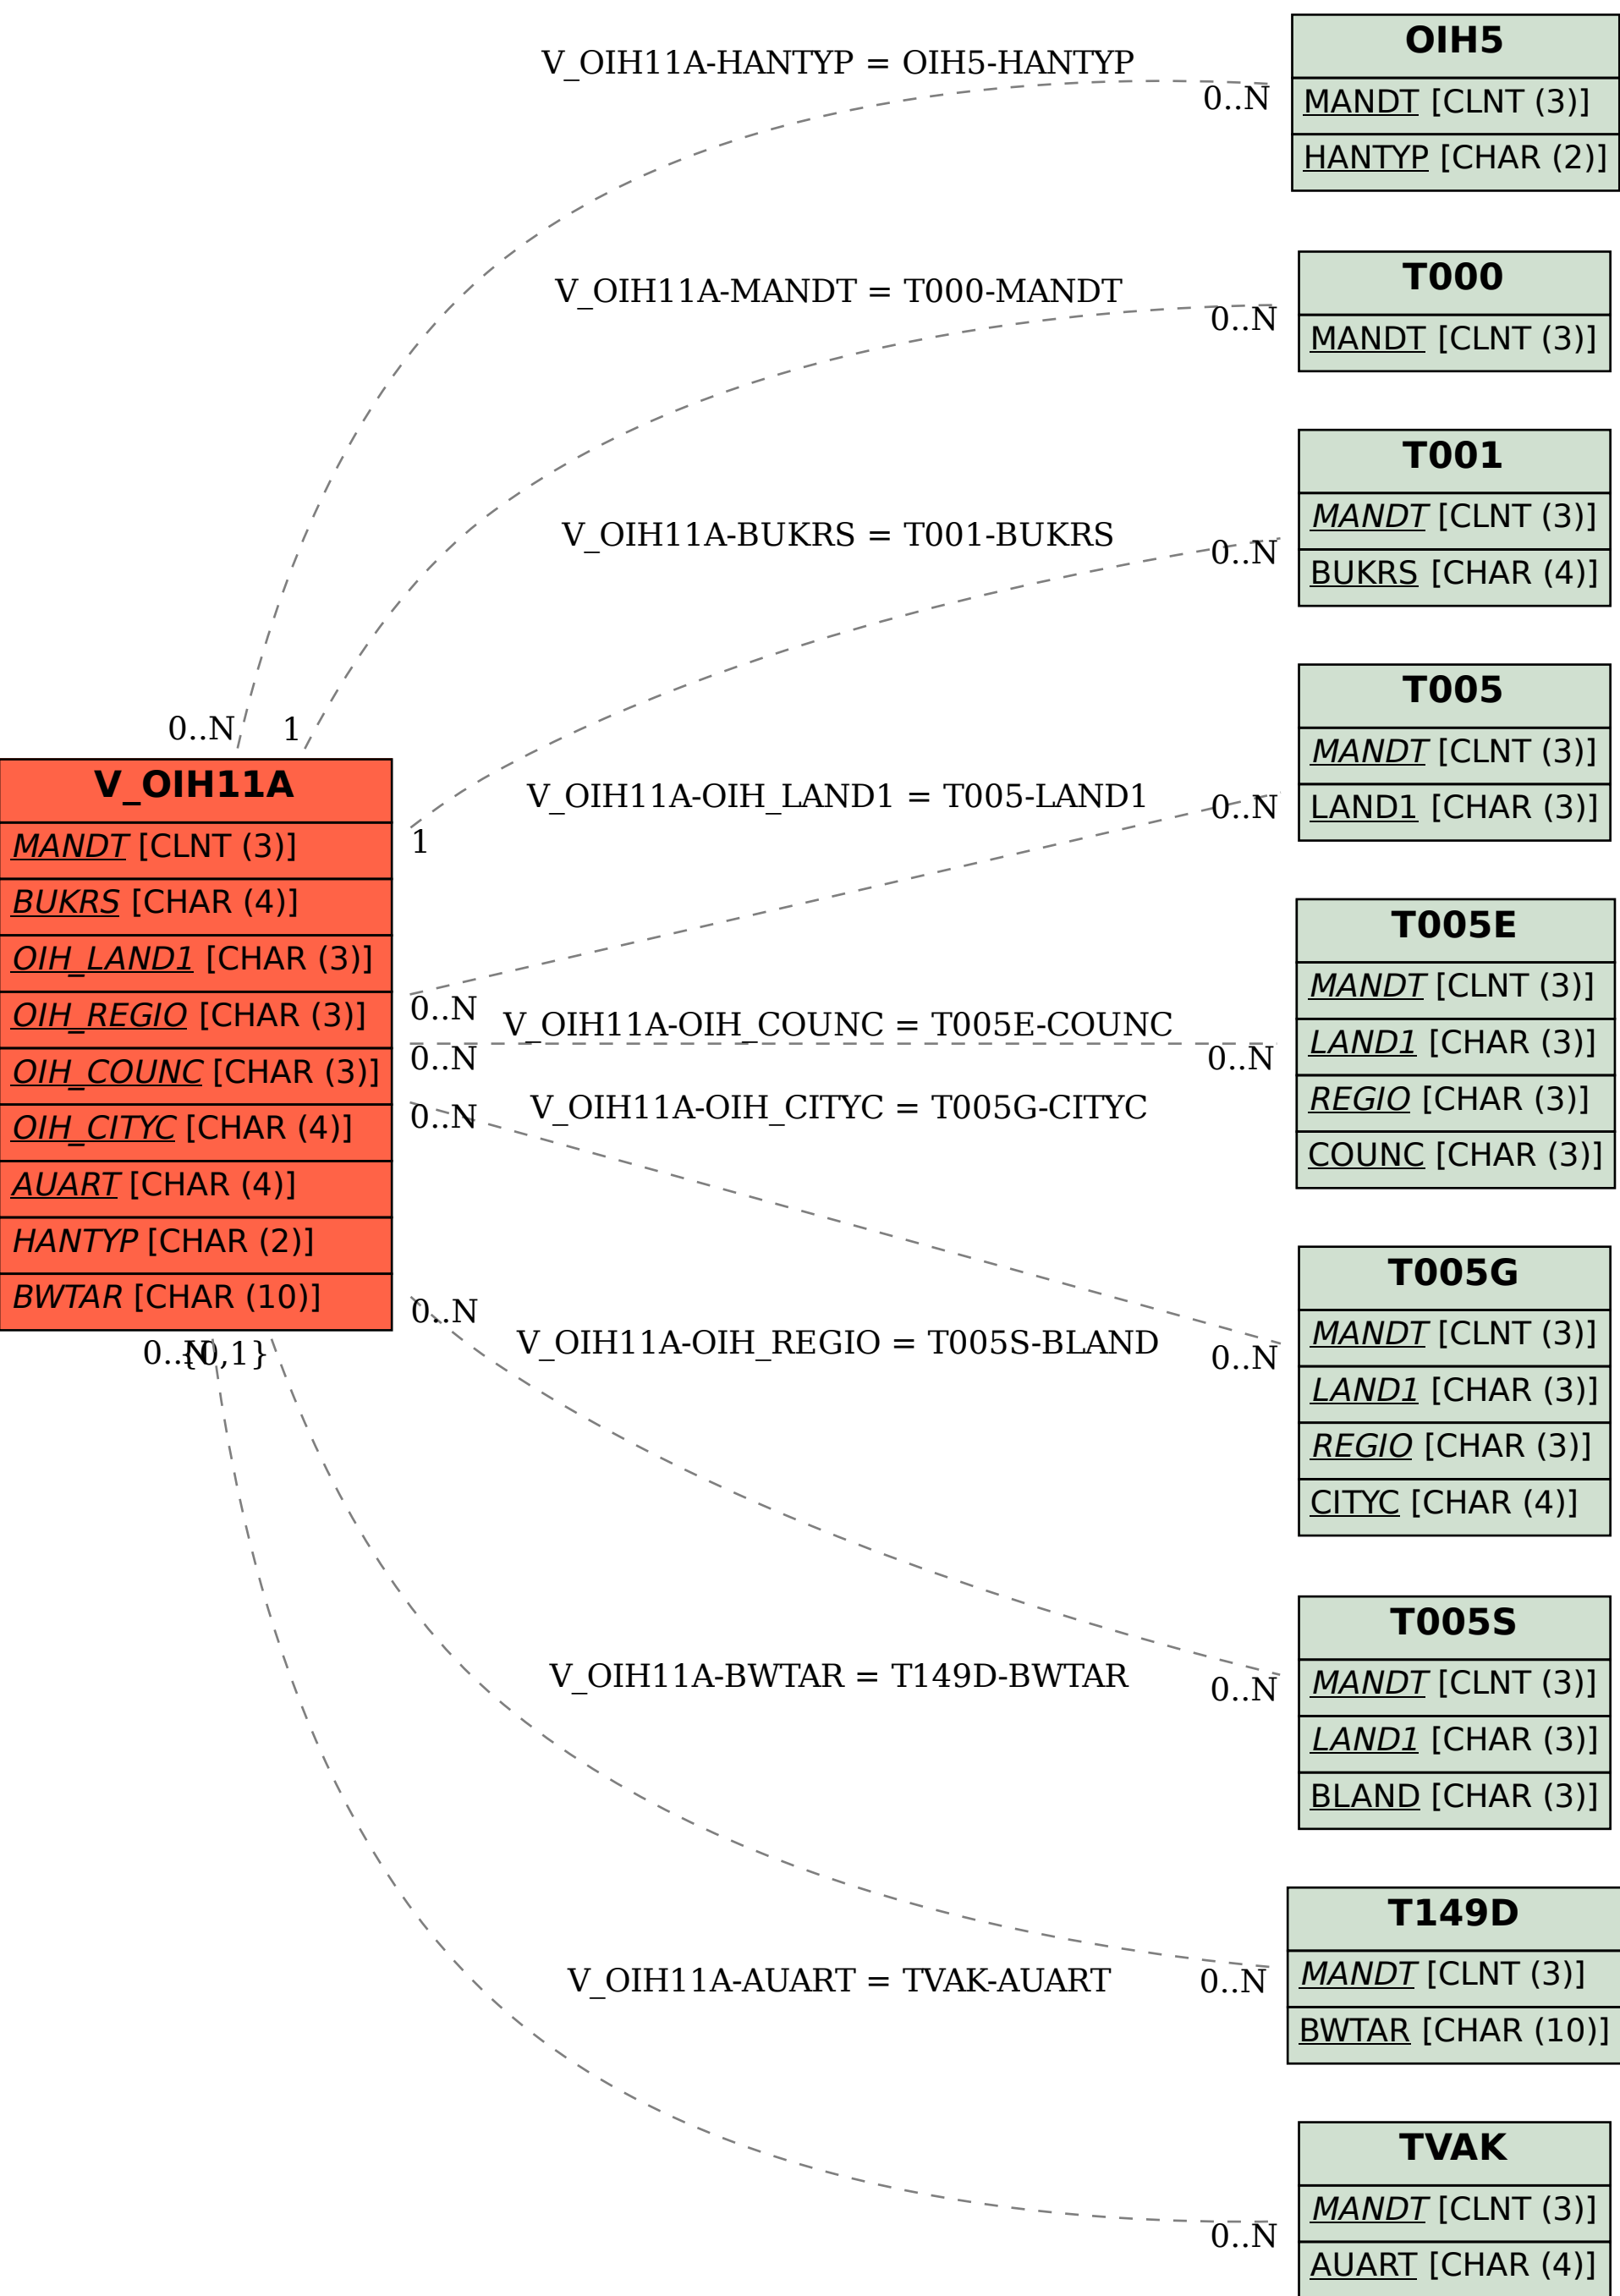 V_OIH11A-HANTYP = OIH5-HANTYP
0..N
OIH5
MANDT [CLNT (3)]
HANTYP [CHAR (2)]
V_OIH11A-MANDT = T000-MANDT
0..N
T000
MANDT [CLNT (3)]
V_OIH11A-BUKRS = T001-BUKRS
0..N
T001
MANDT [CLNT (3)]
BUKRS [CHAR (4)]
0..N
1
1
V_OIH11A
MANDT [CLNT (3)]
BUKRS [CHAR (4)]
OIH_LAND1 [CHAR (3)]
OIH_REGIO [CHAR (3)]
OIH_COUNC [CHAR (3)]
OIH_CITYC [CHAR (4)]
AUART [CHAR (4)]
HANTYP [CHAR (2)]
BWTAR [CHAR (10)]
V_OIH11A-OIH_LAND1 = T005-LAND1
0..N
0..N
T005
MANDT [CLNT (3)]
LAND1 [CHAR (3)]
V_OIH11A-OIH_COUNC = T005E-COUNC
0..N
0..N
T005E
MANDT [CLNT (3)]
LAND1 [CHAR (3)]
REGIO [CHAR (3)]
COUNC [CHAR (3)]
0..N
V_OIH11A-OIH_CITYC = T005G-CITYC
0..N
T005G
MANDT [CLNT (3)]
LAND1 [CHAR (3)]
REGIO [CHAR (3)]
CITYC [CHAR (4)]
0..N
V_OIH11A-OIH_REGIO = T005S-BLAND
0..N
T005S
MANDT [CLNT (3)]
LAND1 [CHAR (3)]
BLAND [CHAR (3)]
0..N
{0,1}
V_OIH11A-BWTAR = T149D-BWTAR
0..N
T149D
MANDT [CLNT (3)]
BWTAR [CHAR (10)]
V_OIH11A-AUART = TVAK-AUART
0..N
TVAK
MANDT [CLNT (3)]
AUART [CHAR (4)]